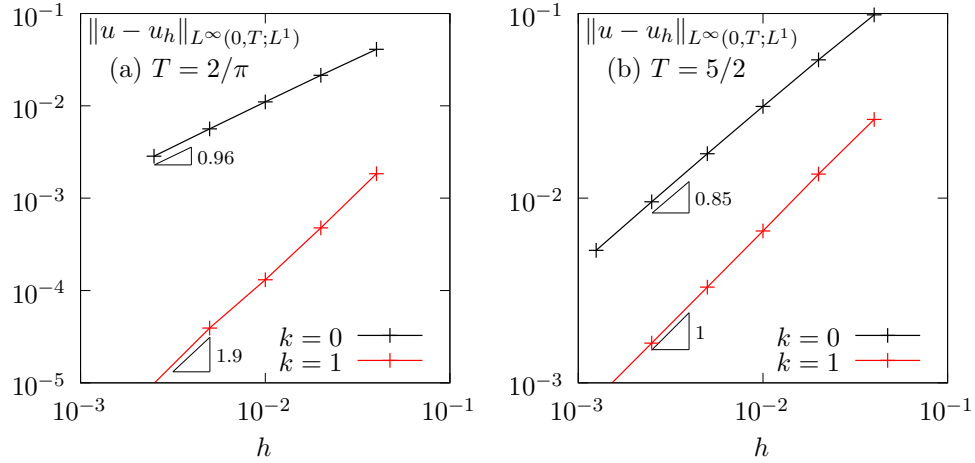 ‖u − u_h‖_{L^∞(0,T;L^1)}
(a) T = 2/π
10^{-1}
10^{-2}
10^{-3}
10^{-4}
10^{-5}
0.96
1.9
k = 0
k = 1
10^{-3} 10^{-2} 10^{-1}
h
‖u − u_h‖_{L^∞(0,T;L^1)}
(b) T = 5/2
10^{-1}
10^{-2}
10^{-3}
0.85
1
k = 0
k = 1
10^{-3} 10^{-2} 10^{-1}
h